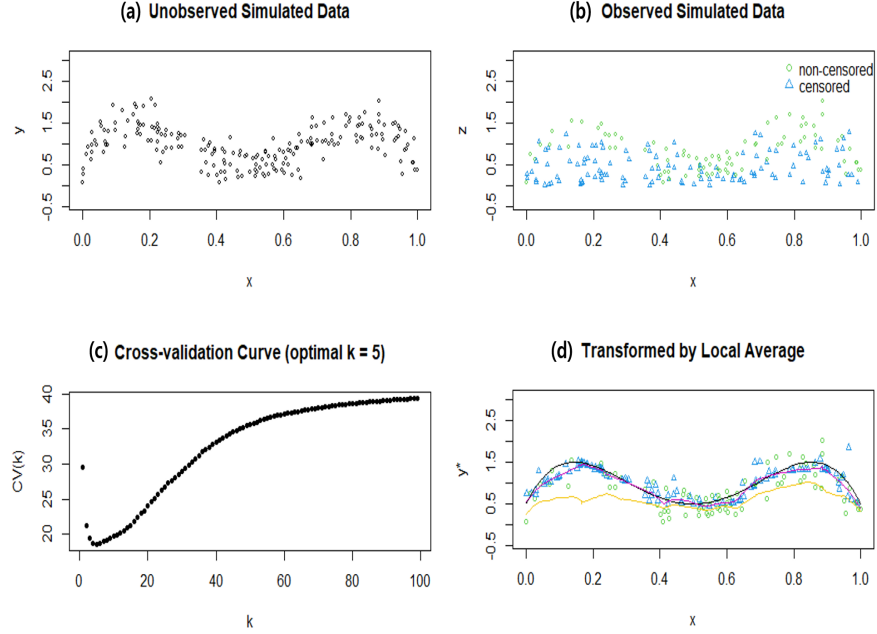 (a) Unobserved Simulated Data
y
2.5
1.5
0.5
-0.5
0.0 0.2 0.4 0.6 0.8 1.0
x
(b) Observed Simulated Data
z
2.5
1.5
0.5
-0.5
non-censored
censored
0.0 0.2 0.4 0.6 0.8 1.0
x
(c) Cross-validation Curve (optimal k = 5)
CV(k)
40
35
30
25
20
0 20 40 60 80 100
k
(d) Transformed by Local Average
y*
2.5
1.5
0.5
-0.5
0.0 0.2 0.4 0.6 0.8 1.0
x